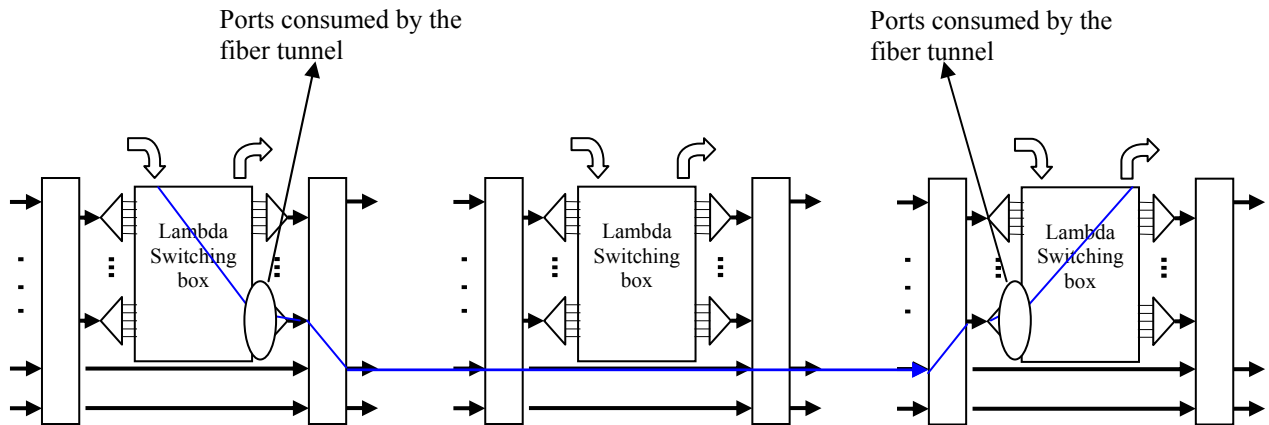 Ports consumed by the
fiber tunnel
Ports consumed by the
fiber tunnel
Lambda
Switching
box
Lambda
Switching
box
Lambda
Switching
box